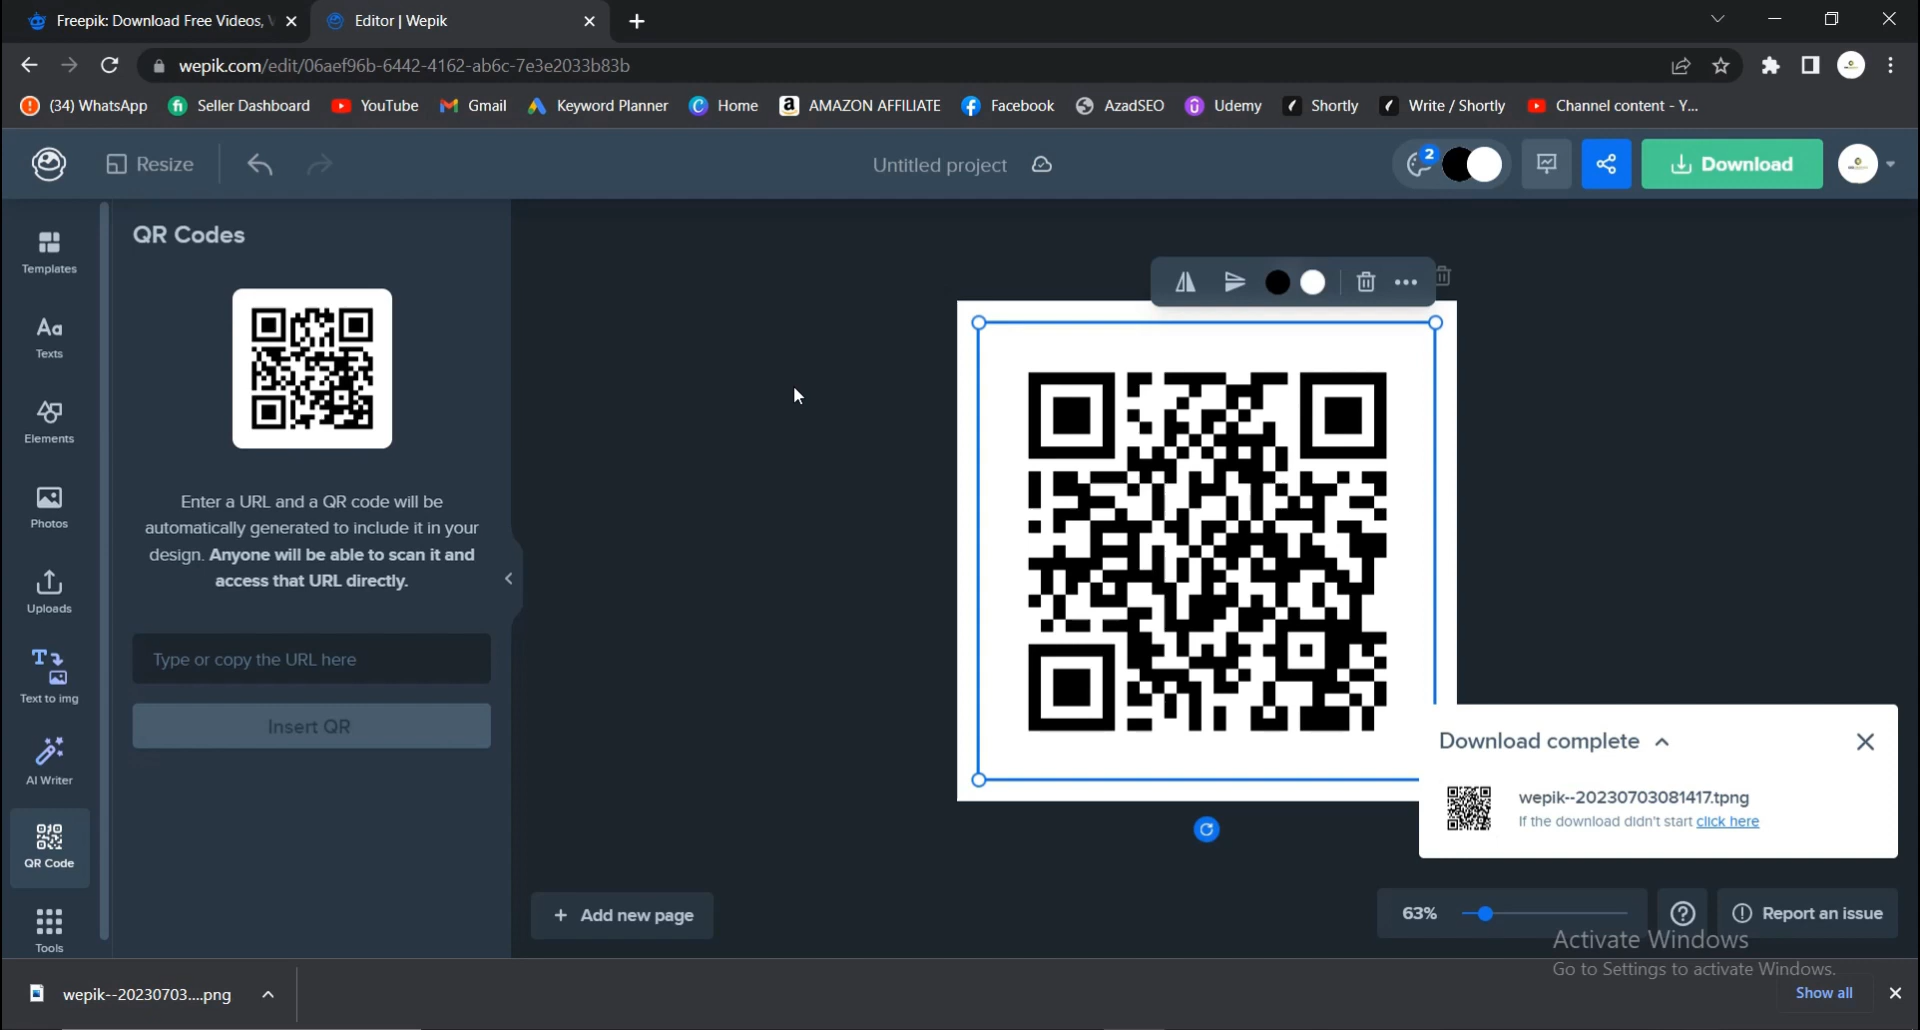 Freepik: Download Free Videos, V
Editor | Wepik
wepik.com/edit/06aef96b-6442-4162-ab6c-7e3e2033b83b
(34) WhatsApp
Seller Dashboard
YouTube
Gmail
Keyword Planner
Home
AMAZON AFFILIATE
Facebook
AzadSEO
Udemy
Shortly
Write / Shortly
Channel content - Y...
Resize
Untitled project
2
Download
Templates
Texts
Elements
Photos
Uploads
Text to img
AI Writer
QR Code
Tools
QR Codes
Enter a URL and a QR code will be
automatically generated to include it in your
design. Anyone will be able to scan it and
access that URL directly.
Type or copy the URL here
Insert QR
Download complete
wepik--20230703081417.tpng
If the download didn't start click here
+ Add new page
63%
Report an issue
Activate Windows
Go to Settings to activate Windows.
wepik--20230703....png
Show all